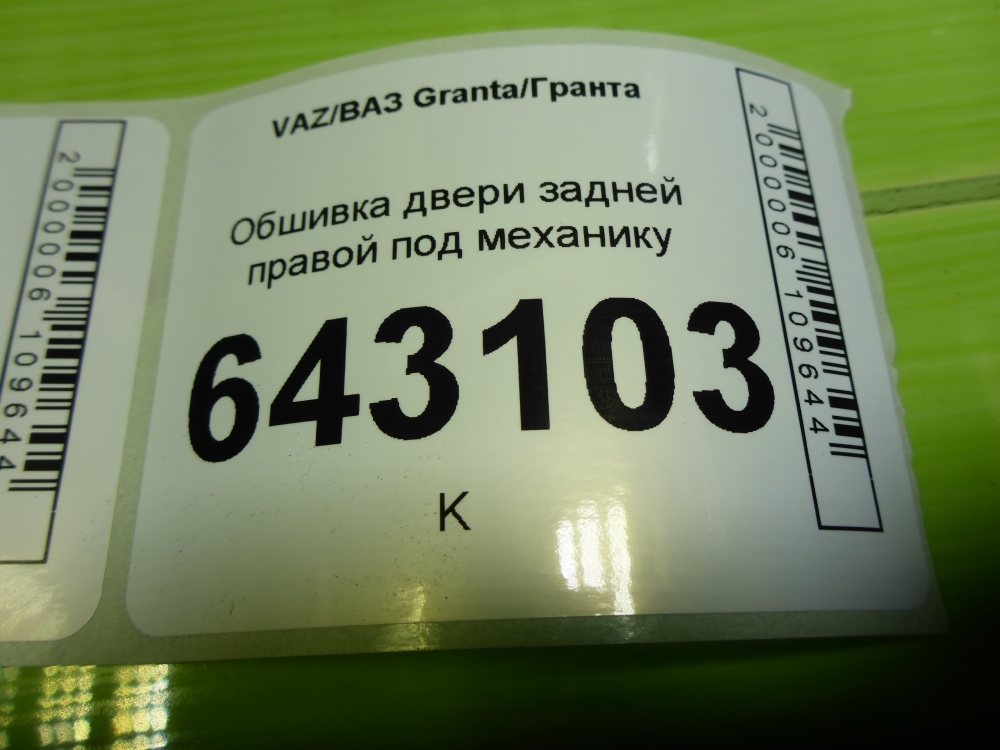 VAZ/ВАЗ Granta/Гранта
Обшивка двери задней
правой под механику
643103
К
2000006109644
2000006109644